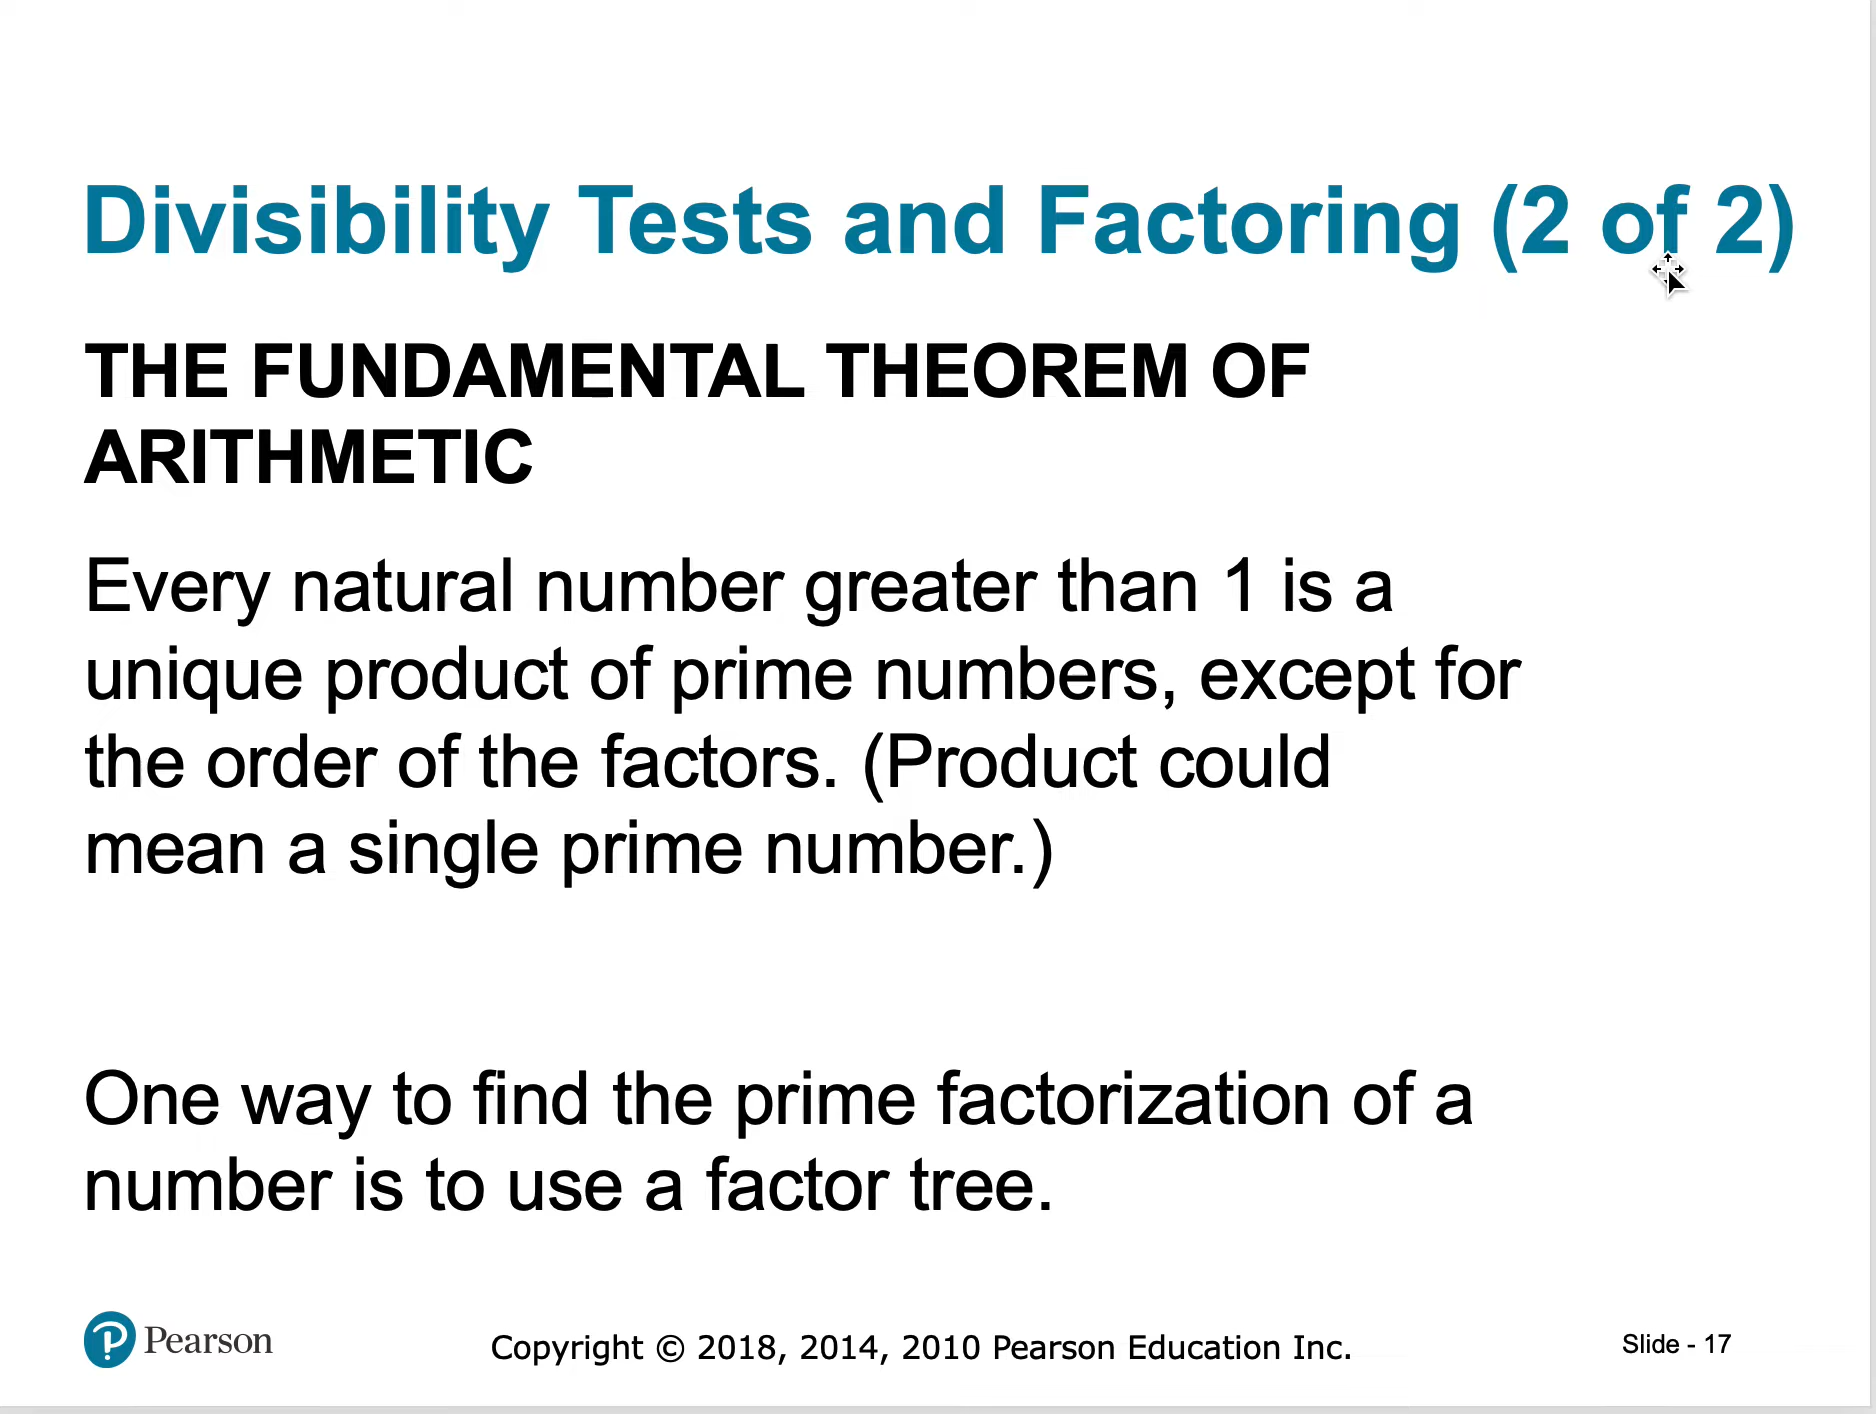 Divisibility Tests and Factoring (2 of 2)
THE FUNDAMENTAL THEOREM OF
ARITHMETIC
Every natural number greater than 1 is a
unique product of prime numbers, except for
the order of the factors. (Product could
mean a single prime number.)
One way to find the prime factorization of a
number is to use a factor tree.
Pearson
Copyright © 2018, 2014, 2010 Pearson Education Inc.
Slide - 17